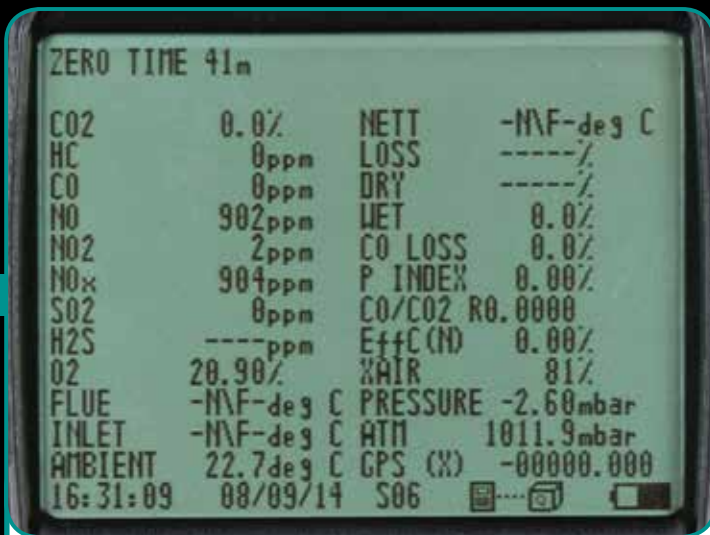 ZERO TIME 41m
CO2 0.0% NETT -N\F-deg C
HC 0ppm LOSS -----%
CO 0ppm DRY -----%
NO 902ppm WET 0.0%
NO2 2ppm CO LOSS 0.0%
NOx 904ppm P INDEX 0.00%
SO2 0ppm CO/CO2 R0.0000
H2S ----ppm EffC(N) 0.00%
O2 20.90% XAIR 81%
FLUE -N\F-deg C PRESSURE -2.60mbar
INLET -N\F-deg C ATM 1011.9mbar
AMBIENT 22.7deg C GPS (X) -00000.000
16:31:09 08/09/14 S06